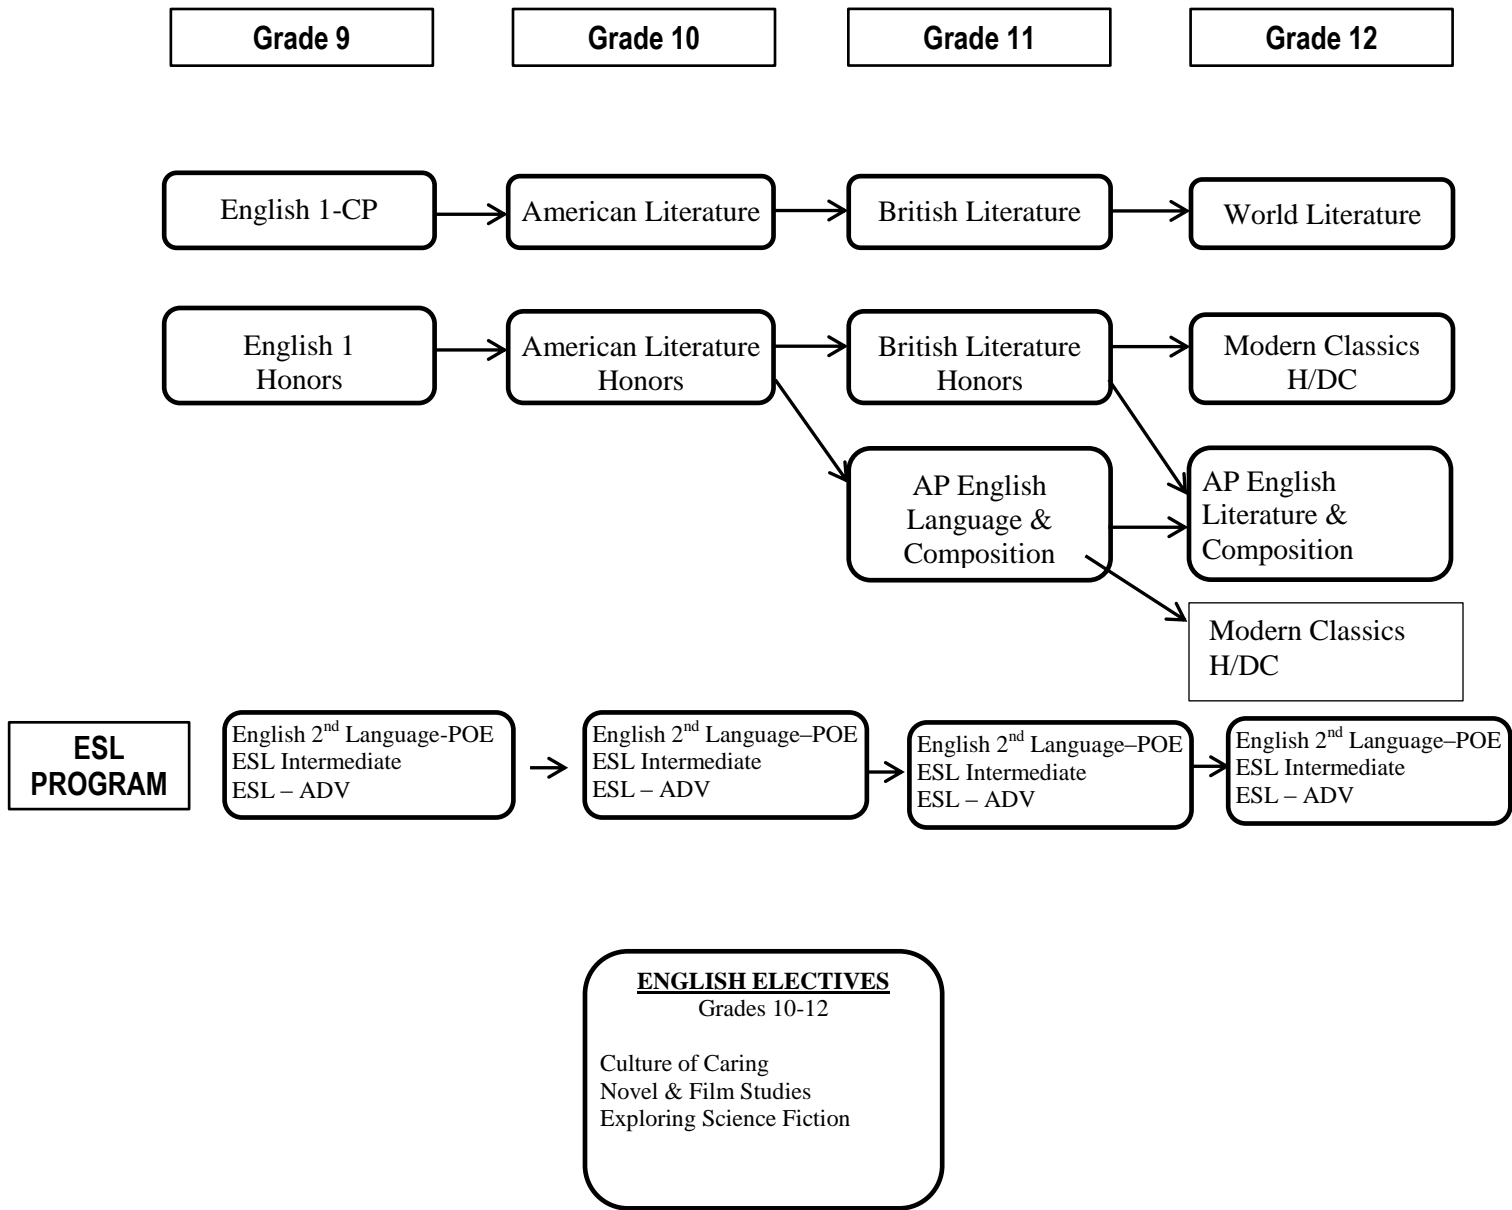 Grade 9
Grade 10
Grade 11
Grade 12
English 1-CP
American Literature
British Literature
World Literature
English 1
Honors
American Literature
Honors
British Literature
Honors
Modern Classics
H/DC
AP English
Language &
Composition
AP English
Literature &
Composition
Modern Classics
H/DC
ESL
PROGRAM
English 2nd Language-POE
ESL Intermediate
ESL – ADV
English 2nd Language–POE
ESL Intermediate
ESL – ADV
English 2nd Language–POE
ESL Intermediate
ESL – ADV
English 2nd Language–POE
ESL Intermediate
ESL – ADV
ENGLISH ELECTIVES
Grades 10-12
Culture of Caring
Novel & Film Studies
Exploring Science Fiction